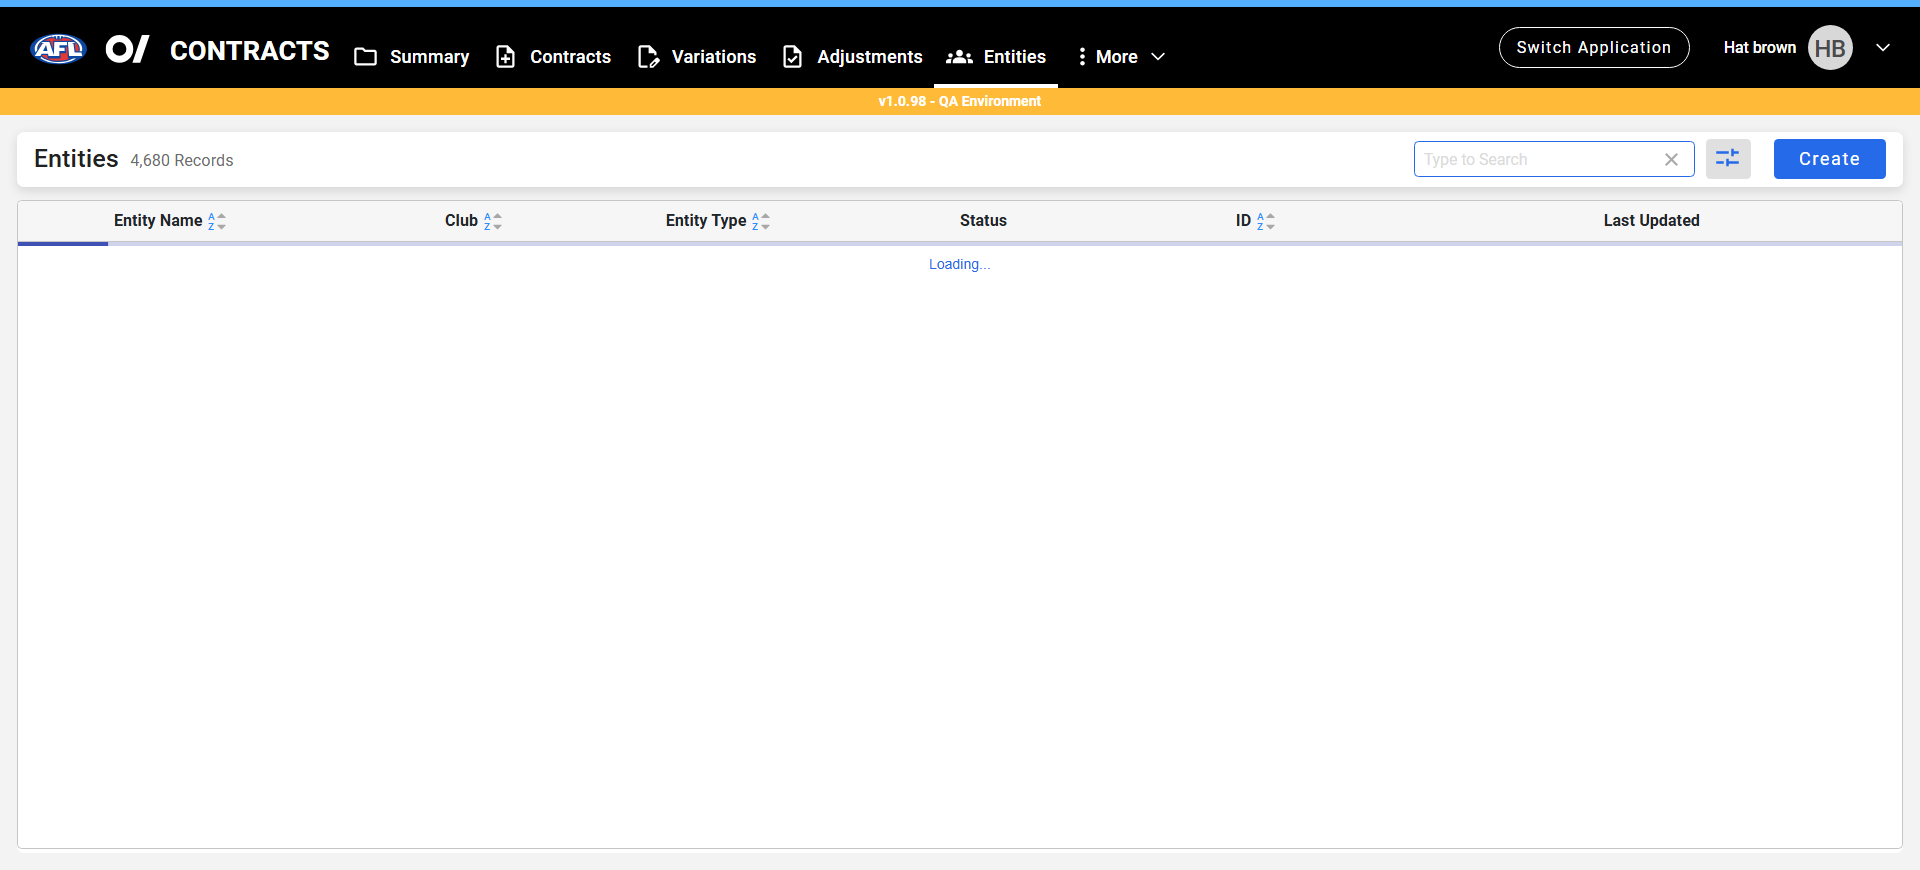 AFL O/ CONTRACTS Summary Contracts Variations Adjustments Entities More Switch Application Hat brown HB
v1.0.98 - QA Environment
Entities 4,680 Records Type to Search Create
Entity Name Club Entity Type Status ID Last Updated
Loading...